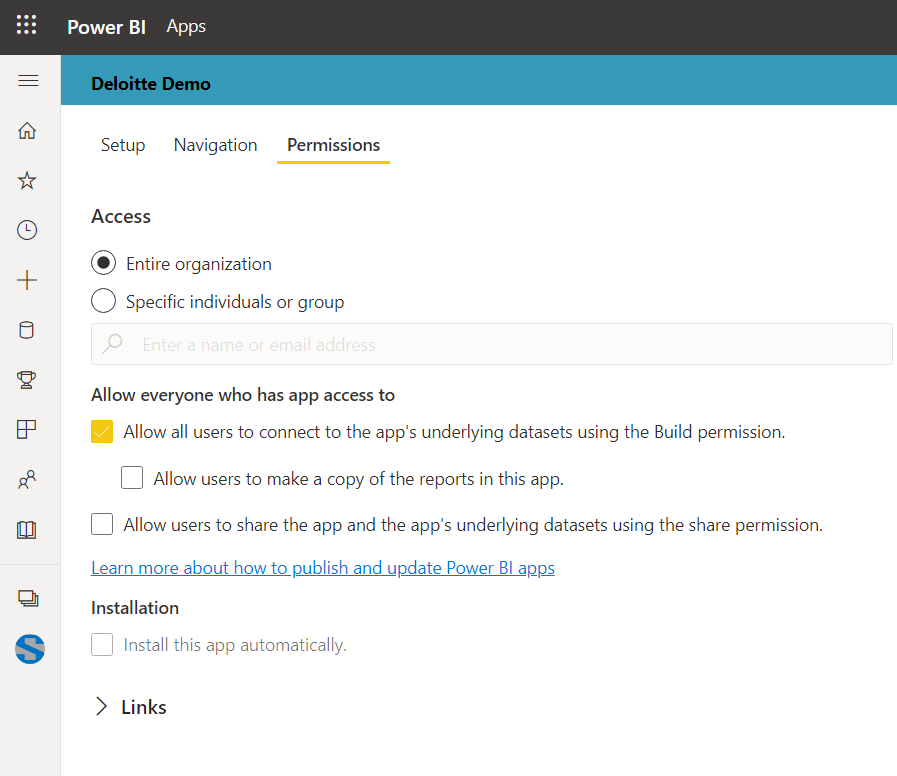 Power BI Apps
Deloitte Demo
Setup Navigation Permissions
Access
Entire organization
Specific individuals or group
Enter a name or email address
Allow everyone who has app access to
Allow all users to connect to the app's underlying datasets using the Build permission.
Allow users to make a copy of the reports in this app.
Allow users to share the app and the app's underlying datasets using the share permission.
Learn more about how to publish and update Power BI apps
Installation
Install this app automatically.
Links